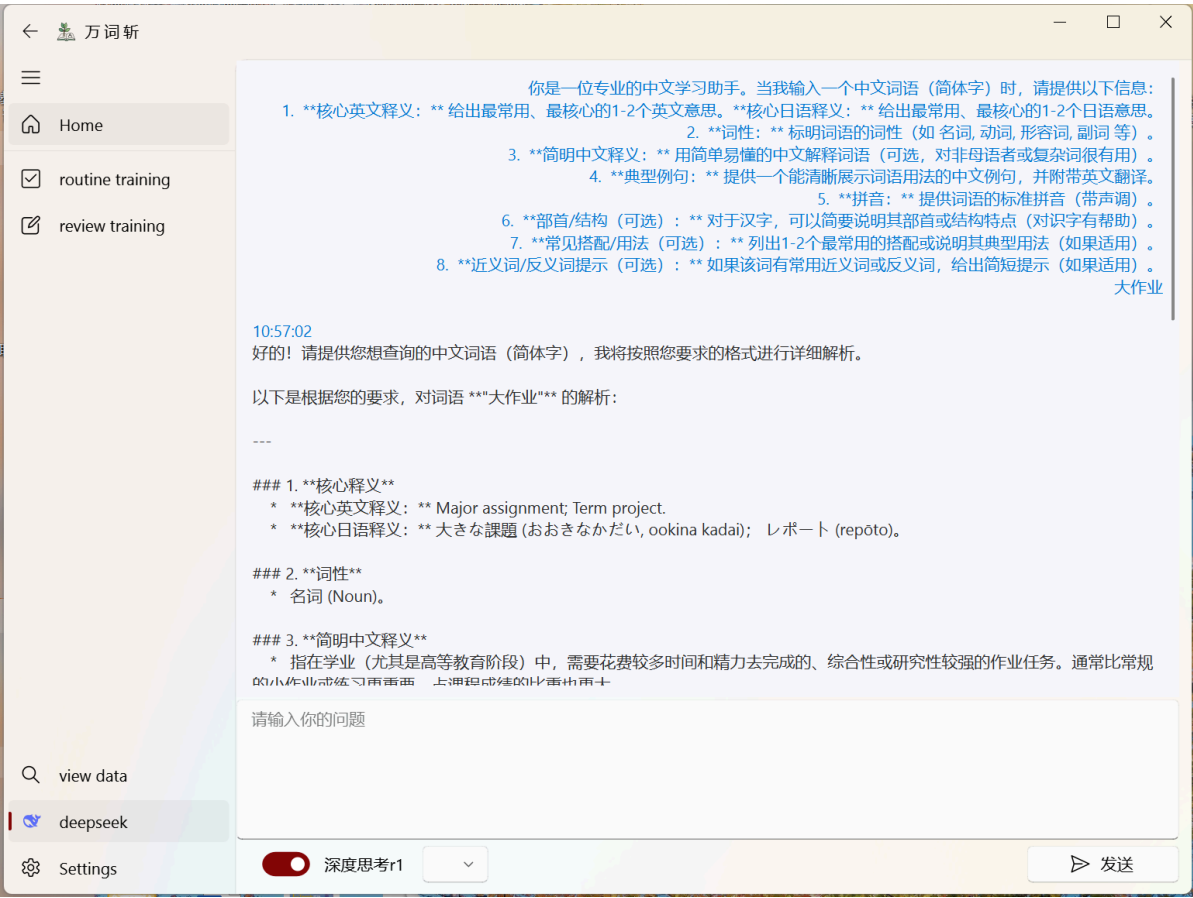 万词斩
Home
routine training
review training
view data
deepseek
Settings
你是一位专业的中文学习助手。当我输入一个中文词语（简体字）时，请提供以下信息：
1. **核心英文释义：** 给出最常用、最核心的1-2个英文意思。**核心日语释义：** 给出最常用、最核心的1-2个日语意思。
2. **词性：** 标明词语的词性（如 名词, 动词, 形容词, 副词 等）。
3. **简明中文释义：** 用简单易懂的中文解释词语（可选，对非母语者或复杂词很有用）。
4. **典型例句：** 提供一个能清晰展示词语用法的中文例句，并附带英文翻译。
5. **拼音：** 提供词语的标准拼音（带声调）。
6. **部首/结构（可选）：** 对于汉字，可以简要说明其部首或结构特点（对识字有帮助）。
7. **常见搭配/用法（可选）：** 列出1-2个最常用的搭配或说明其典型用法（如果适用）。
8. **近义词/反义词提示（可选）：** 如果该词有常用近义词或反义词，给出简短提示（如果适用）。
大作业
10:57:02
好的！请提供您想查询的中文词语（简体字），我将按照您要求的格式进行详细解析。
以下是根据您的要求，对词语 **"大作业"** 的解析：
---
### 1. **核心释义**
* **核心英文释义：** Major assignment; Term project.
* **核心日语释义：** 大きな課題 (おおきなかだい, ookina kadai)； レポート (repōto)。
### 2. **词性**
* 名词 (Noun)。
### 3. **简明中文释义**
* 指在学业（尤其是高等教育阶段）中，需要花费较多时间和精力去完成的、综合性或研究性较强的作业任务。通常比常规
的小作业或练习更重要，占课程成绩的比重也更大
请输入你的问题
深度思考r1
发送